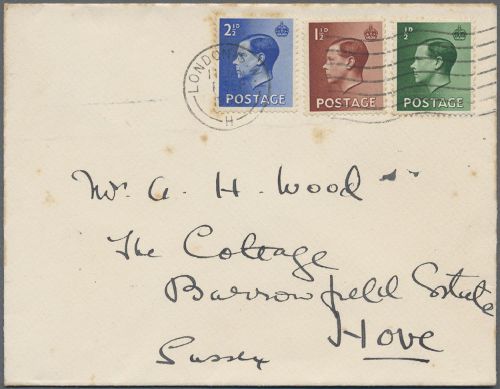 2½D
POSTAGE
1½D
POSTAGE
½D
POSTAGE
LONDON
H
Mr. A. H. Wood
The Cottage
Barrowfield Estate
Hove
Sussex